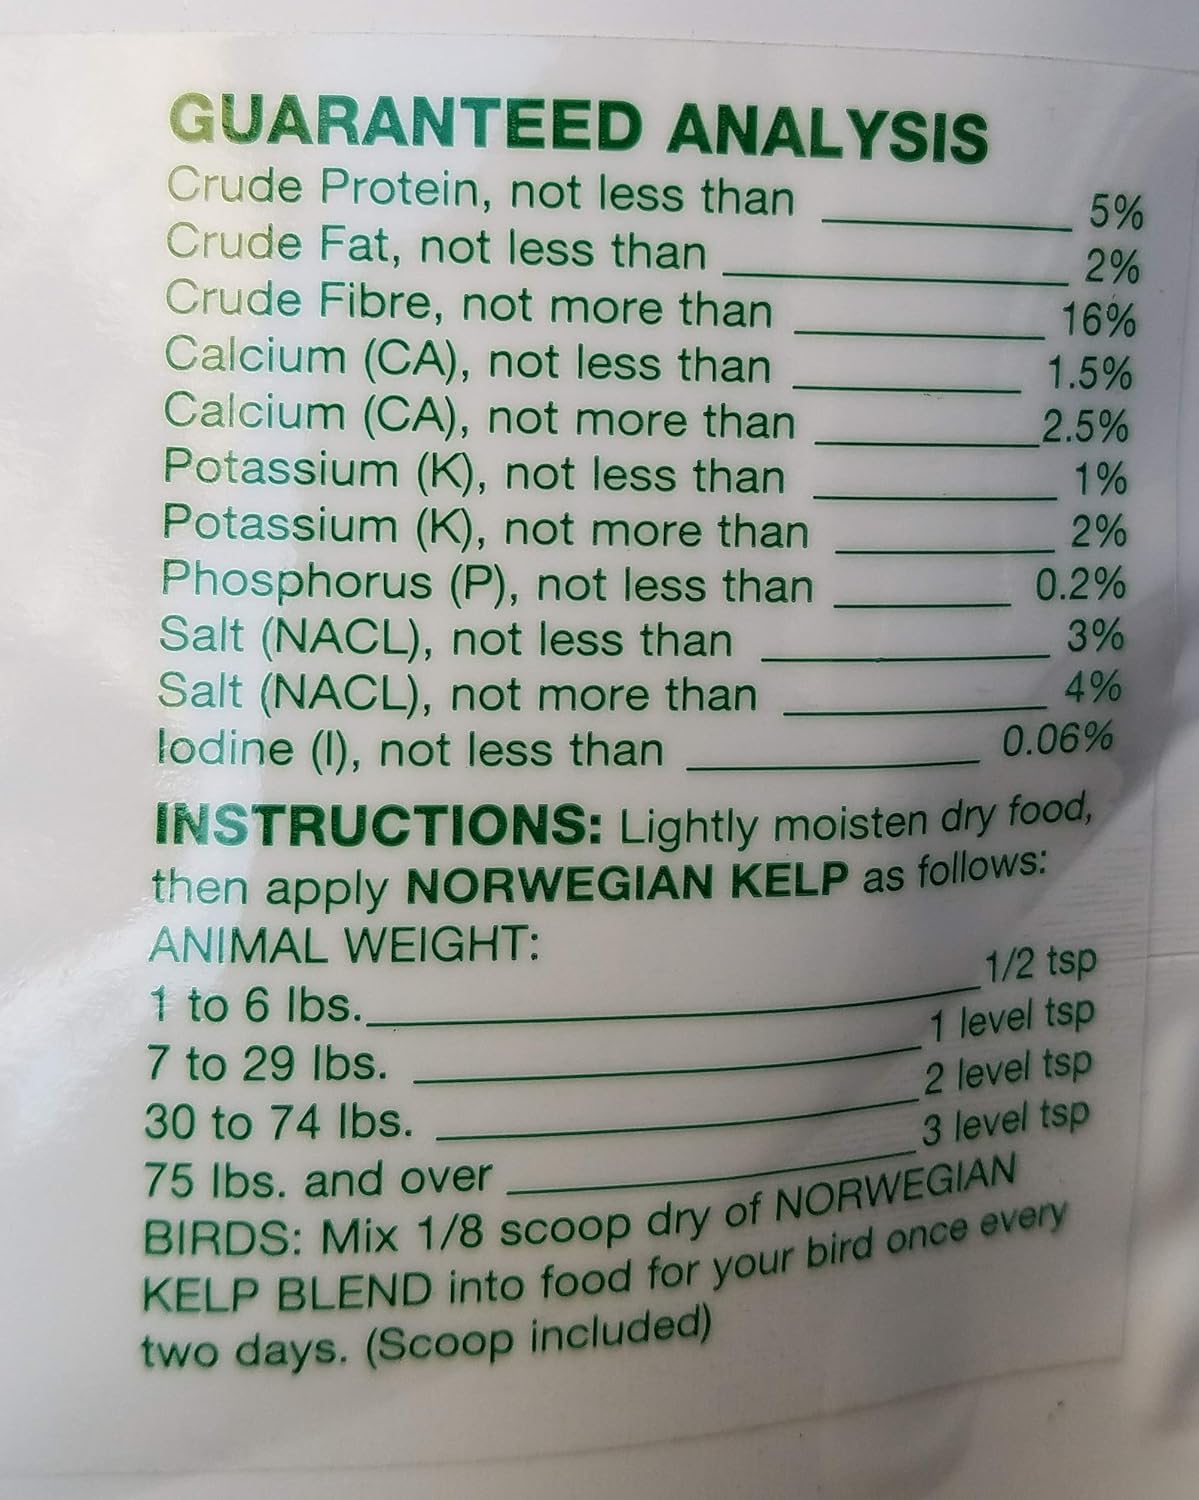 GUARANTEED ANALYSIS
Crude Protein, not less than 5%
Crude Fat, not less than 2%
Crude Fibre, not more than 16%
Calcium (CA), not less than 1.5%
Calcium (CA), not more than 2.5%
Potassium (K), not less than 1%
Potassium (K), not more than 2%
Phosphorus (P), not less than 0.2%
Salt (NACL), not less than 3%
Salt (NACL), not more than 4%
Iodine (I), not less than 0.06%
INSTRUCTIONS: Lightly moisten dry food,
then apply NORWEGIAN KELP as follows:
ANIMAL WEIGHT:
1 to 6 lbs. 1/2 tsp
7 to 29 lbs. 1 level tsp
30 to 74 lbs. 2 level tsp
75 lbs. and over 3 level tsp
BIRDS: Mix 1/8 scoop dry of NORWEGIAN
KELP BLEND into food for your bird once every
two days. (Scoop included)